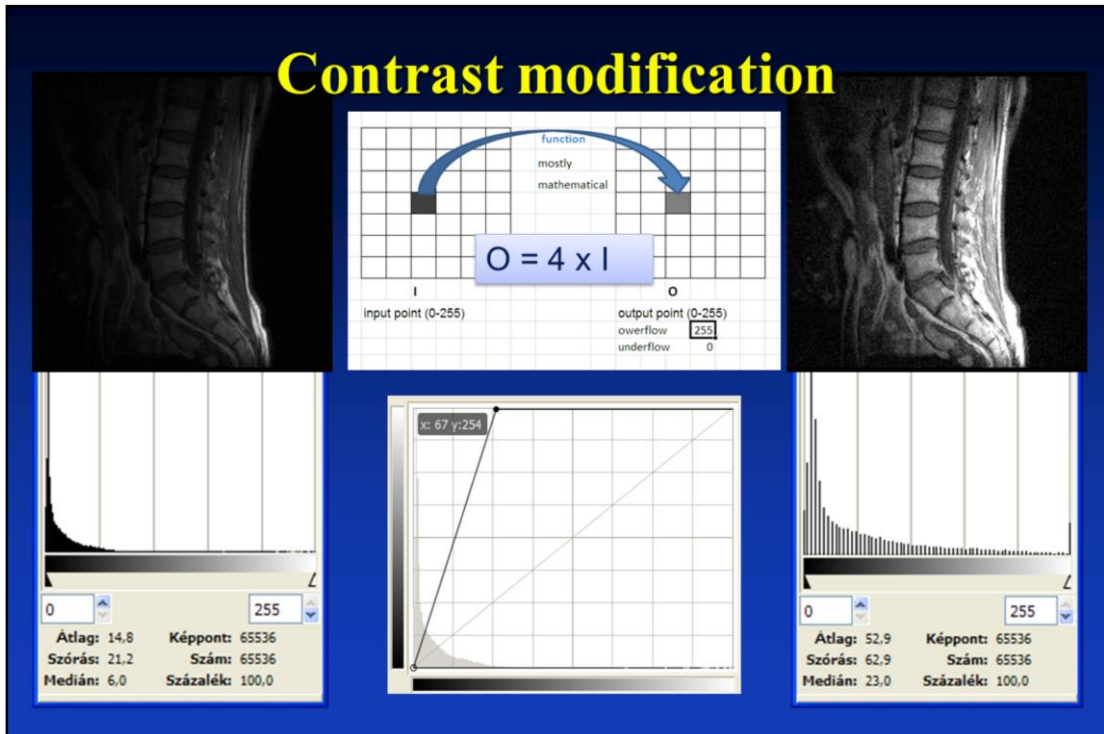 Contrast modification
function
mostly
mathematical
O = 4 x I
I
O
input point (0-255)
output point (0-255)
owerflow 255
underflow 0
x: 67 y:254
0 255
Átlag: 14,8 Képpont: 65536
Szórás: 21,2 Szám: 65536
Medián: 6,0 Százalék: 100,0
0 255
Átlag: 52,9 Képpont: 65536
Szórás: 62,9 Szám: 65536
Medián: 23,0 Százalék: 100,0